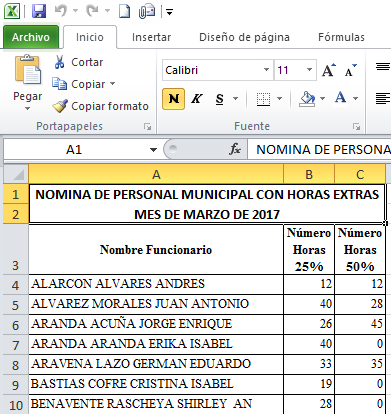 Archivo Inicio Insertar Diseño de página Fórmulas
Pegar
Cortar
Copiar
Copiar formato
Portapapeles
Calibri 11
N K S
Fuente
A1 fx NOMINA DE PERSONA
A B C
1 NOMINA DE PERSONAL MUNICIPAL CON HORAS EXTRAS
2 MES DE MARZO DE 2017
3 Nombre Funcionario Número Horas 25% Número Horas 50%
4 ALARCON ALVARES ANDRES 12 12
5 ALVAREZ MORALES JUAN ANTONIO 40 28
6 ARANDA ACUÑA JORGE ENRIQUE 26 45
7 ARANDA ARANDA ERIKA ISABEL 40 0
8 ARAVENA LAZO GERMAN EDUARDO 33 35
9 BASTIAS COFRE CRISTINA ISABEL 19 0
10 BENAVENTE RASCHEYA SHIRLEY AN 28 0